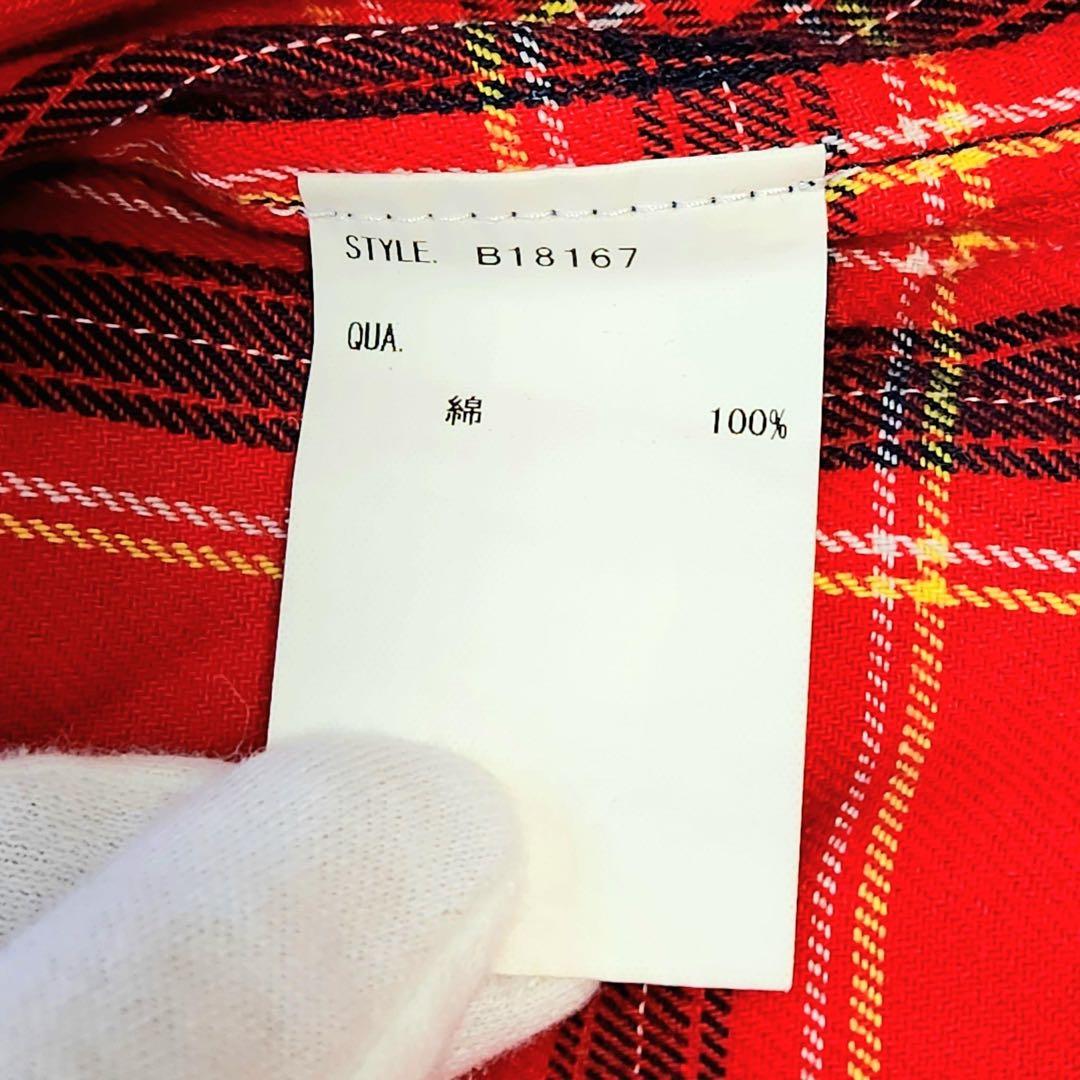 STYLE. B18167
QUA.
綿 100%